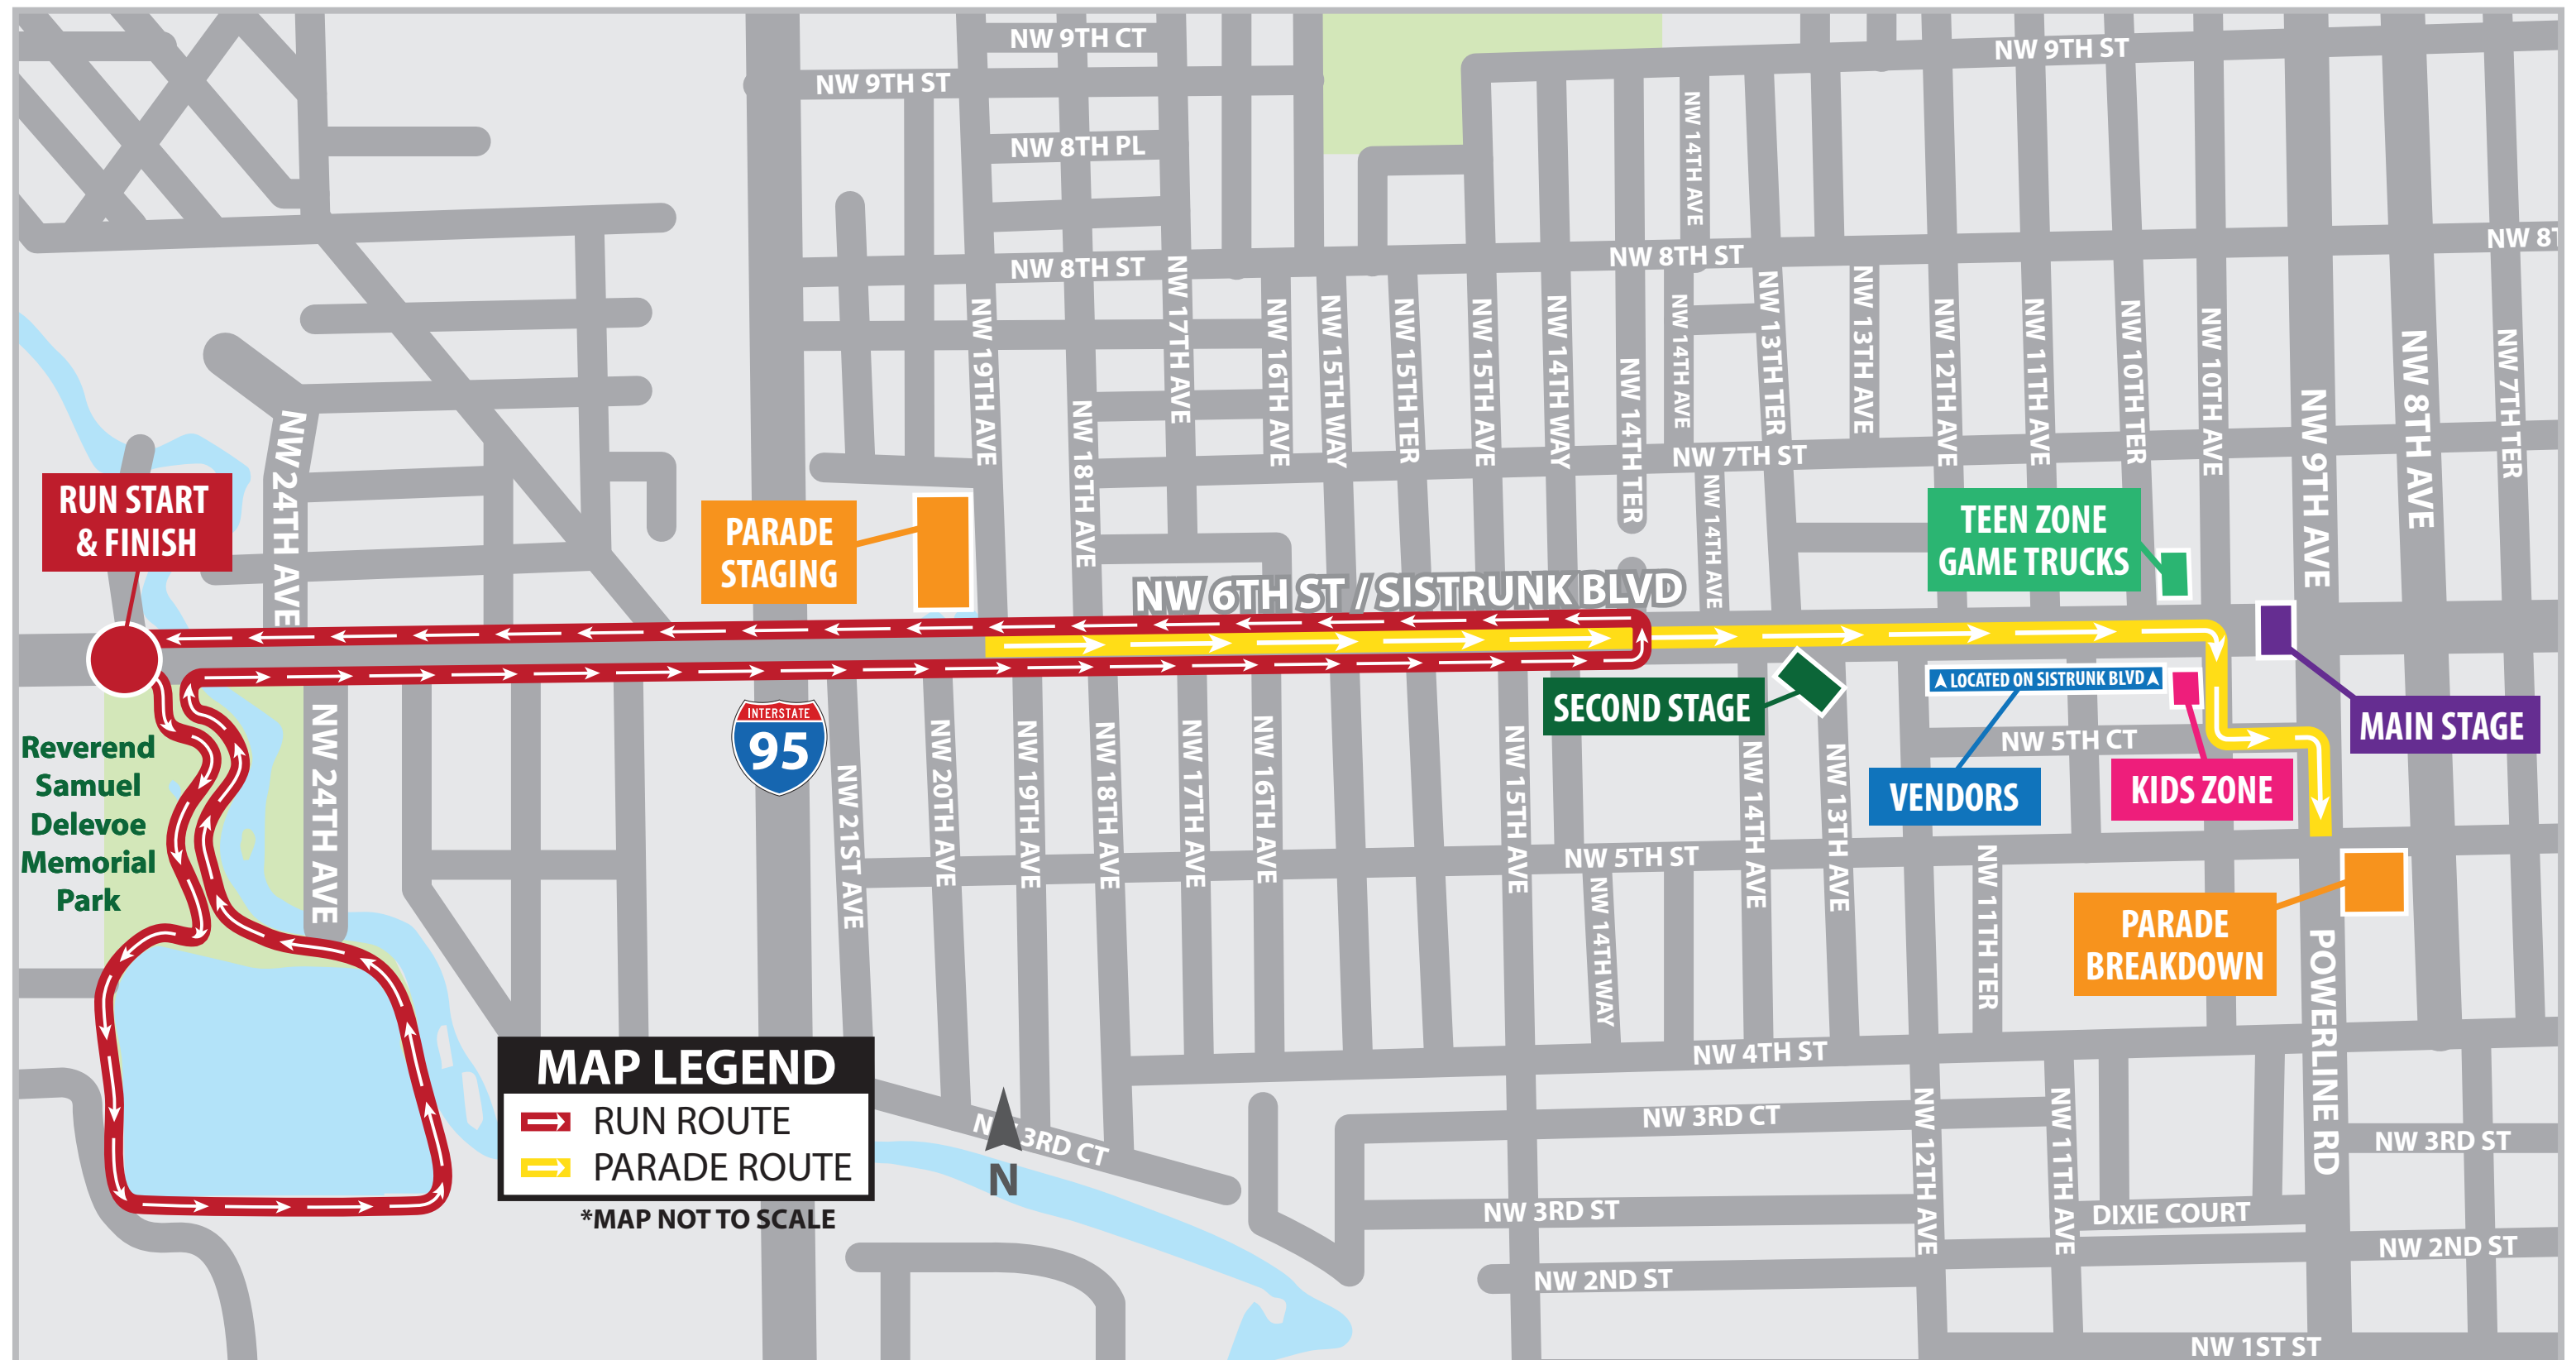 NW 9TH CT
NW 9TH ST
NW 9TH ST
NW 8TH PL
NW 14TH AVE
NW 8TH ST
NW 8TH ST
NW 8T
NW 19TH AVE
NW 18TH AVE
NW 17TH AVE
NW 16TH AVE
NW 15TH WAY
NW 15TH TER
NW 15TH AVE
NW 14TH WAY
NW 14TH TER
NW 14TH AVE
NW 13TH TER
NW 13TH AVE
NW 12TH AVE
NW 11TH AVE
NW 10TH TER
NW 10TH AVE
NW 9TH AVE
NW 8TH AVE
NW 7TH TER
NW 7TH ST
NW 14TH AVE
NW 24TH AVE
RUN START
& FINISH
PARADE
STAGING
TEEN ZONE
GAME TRUCKS
NW 6TH ST / SISTRUNK BLVD
SECOND STAGE
LOCATED ON SISTRUNK BLVD
MAIN STAGE
VENDORS
KIDS ZONE
NW 5TH CT
INTERSTATE
95
Reverend
Samuel
Delevoe
Memorial
Park
NW 24TH AVE
NW 21ST AVE
NW 20TH AVE
NW 19TH AVE
NW 18TH AVE
NW 17TH AVE
NW 16TH AVE
NW 15TH AVE
NW 14TH AVE
NW 13TH AVE
NW 5TH ST
NW 14TH WAY
NW 11TH TER
PARADE
BREAKDOWN
POWERLINE RD
NW 4TH ST
MAP LEGEND
RUN ROUTE
PARADE ROUTE
*MAP NOT TO SCALE
N
NW 3RD CT
NW 3RD CT
NW 12TH AVE
NW 11TH AVE
NW 3RD ST
NW 3RD ST
DIXIE COURT
NW 2ND ST
NW 2ND ST
NW 1ST ST